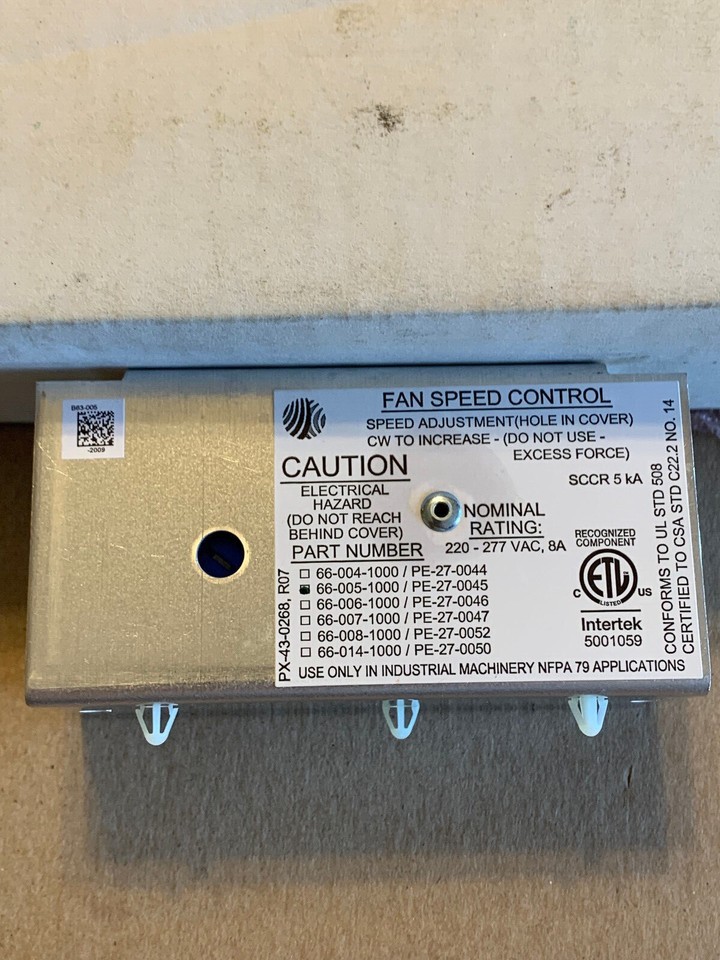 B63-005
-2009
FAN SPEED CONTROL
SPEED ADJUSTMENT(HOLE IN COVER)
CW TO INCREASE - (DO NOT USE -
EXCESS FORCE)
CAUTION
ELECTRICAL
HAZARD
(DO NOT REACH
BEHIND COVER)
SCCR 5 kA
NOMINAL
RATING:
220 - 277 VAC, 8A
PART NUMBER
66-004-1000 / PE-27-0044
66-005-1000 / PE-27-0045
66-006-1000 / PE-27-0046
66-007-1000 / PE-27-0047
66-008-1000 / PE-27-0052
66-014-1000 / PE-27-0050
USE ONLY IN INDUSTRIAL MACHINERY NFPA 79 APPLICATIONS
PX-43-0268, R07
RECOGNIZED
COMPONENT
C ETL US
LISTED
Intertek
5001059
CONFORMS TO UL STD 508
CERTIFIED TO CSA STD C22.2 NO. 14